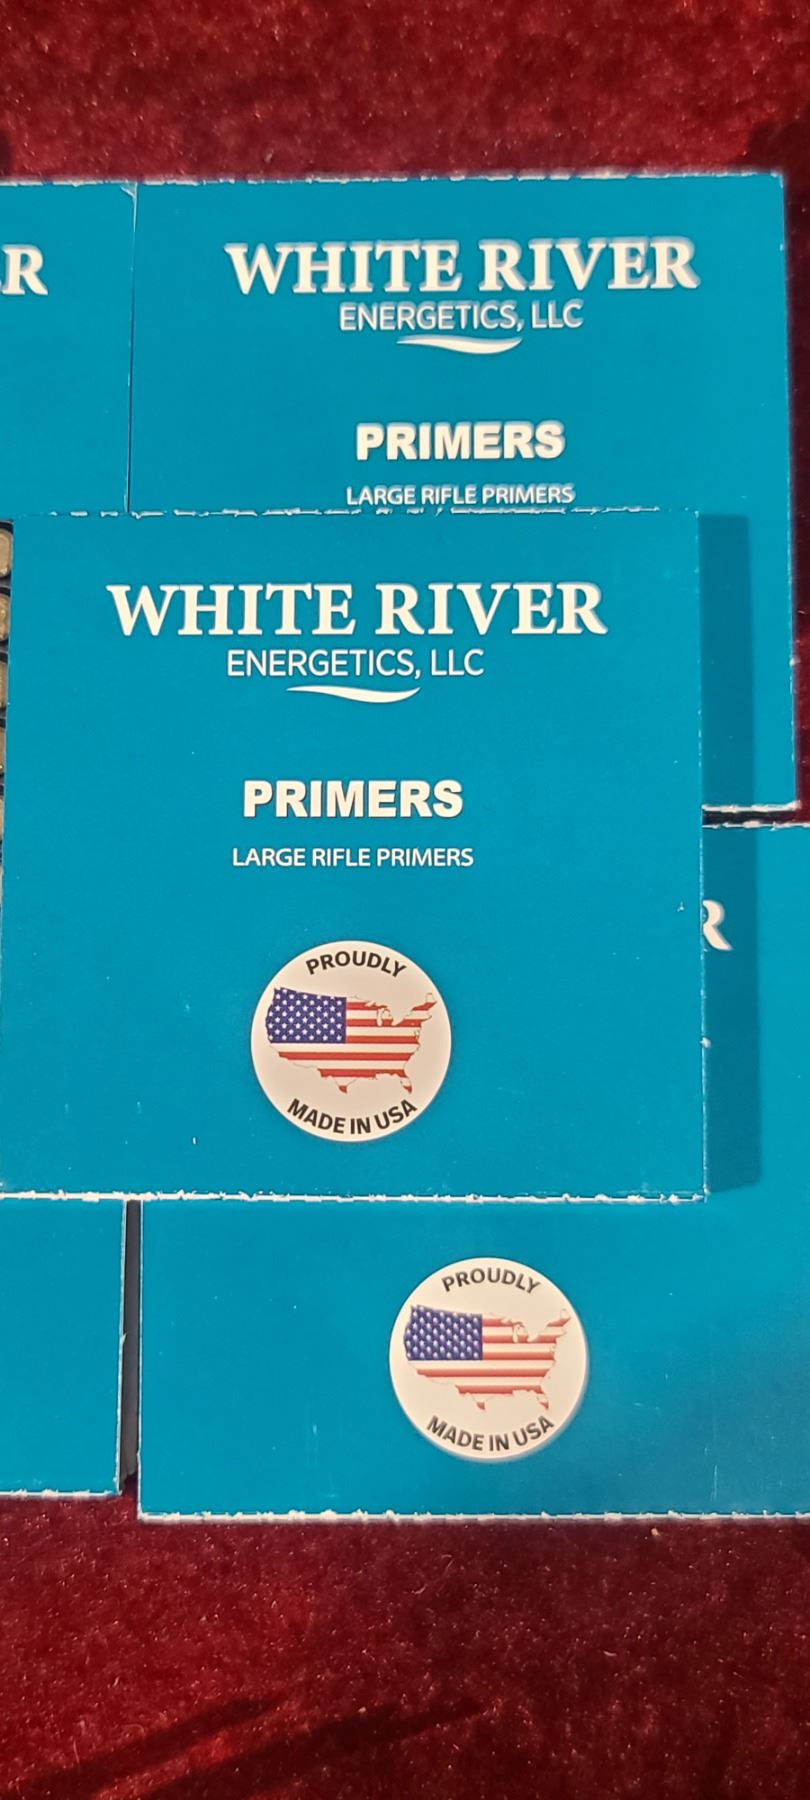 R
WHITE RIVER
ENERGETICS, LLC
PRIMERS
LARGE RIFLE PRIMERS
WHITE RIVER
ENERGETICS, LLC
PRIMERS
LARGE RIFLE PRIMERS
PROUDLY
MADE IN USA
R
PROUDLY
MADE IN USA